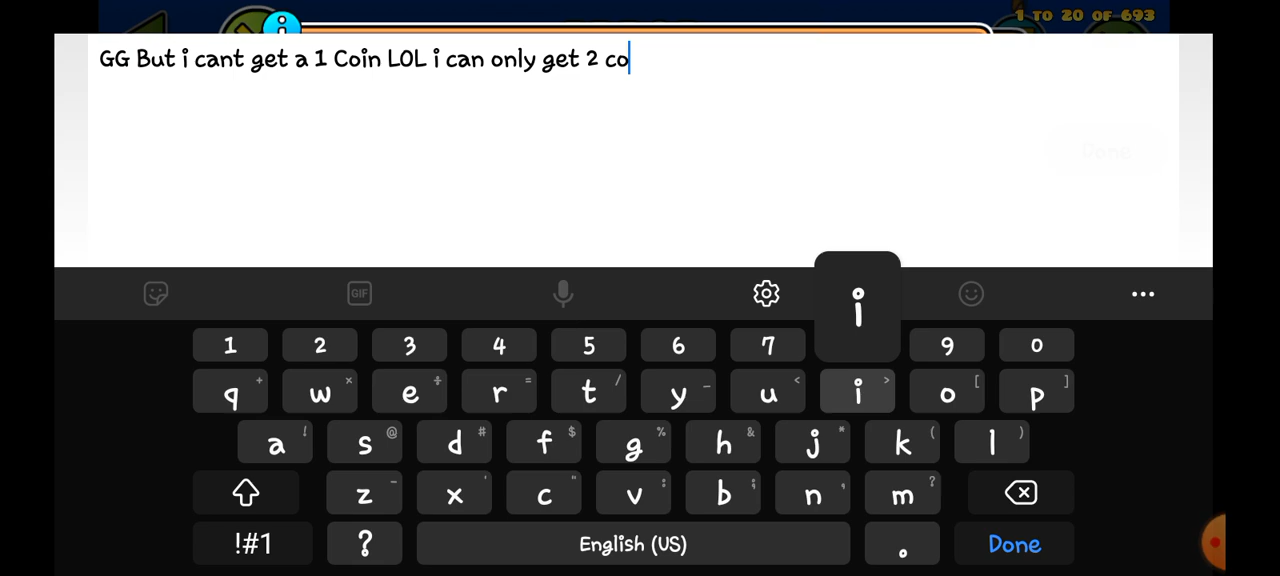 1 TO 20 OF 693
GG But i cant get a 1 Coin LOL i can only get 2 co
Done
GIF
i
1 2 3 4 5 6 7 9 0
q + w × e ÷ r = t / y _ u < i > o [ p ]
a ! s @ d # f $ g % h & j * k ( l )
z - x ' c " v : b ; n , m ?
!#1 ? English (US) . Done